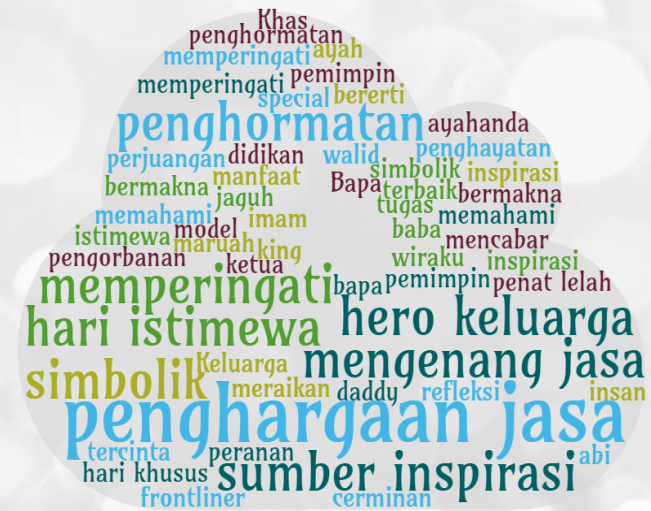 Khas
penghormatan
memperingati ayah
memperingati pemimpin
special bererti
penghormatan ayahanda
perjuangan didikan walid penghayatan
bermakna manfaat Bapa simbolik inspirasi
jaguh terbaik bermakna
memahami imam tugas memahami
istimewa model baba mencabar
maruah king wiraku inspirasi
pengorbanan ketua
memperingati bapa pemimpin penat lelah
hari istimewa hero keluarga
simbolik Keluarga mengenang jasa
meraikan daddy refleksi insan
penghargaan jasa
tercinta peranan abi
hari khusus sumber inspirasi
frontliner cerminan